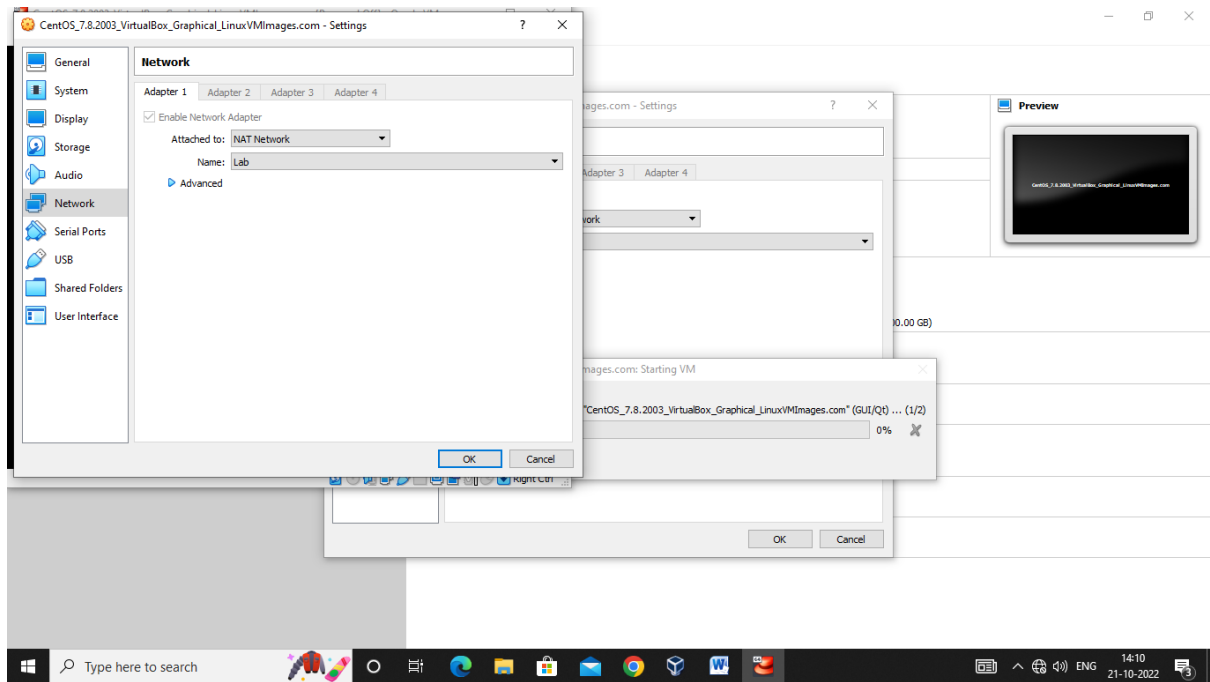 CentOS_7.8.2003_VirtualBox_Graphical_LinuxVMImages.com - Settings
General
System
Display
Storage
Audio
Network
Serial Ports
USB
Shared Folders
User Interface
Network
Adapter 1 Adapter 2 Adapter 3 Adapter 4
Enable Network Adapter
Attached to: NAT Network
Name: Lab
Advanced
OK Cancel
ages.com - Settings
Adapter 3 Adapter 4
work
mages.com: Starting VM
"CentOS_7.8.2003_VirtualBox_Graphical_LinuxVMImages.com" (GUI/Qt) ... (1/2)
0%
Right Ctrl
OK Cancel
Preview
CentOS_7.8.2003_VirtualBox_Graphical_LinuxVMImages.com
0.00 GB)
Type here to search
ENG
14:10
21-10-2022
3